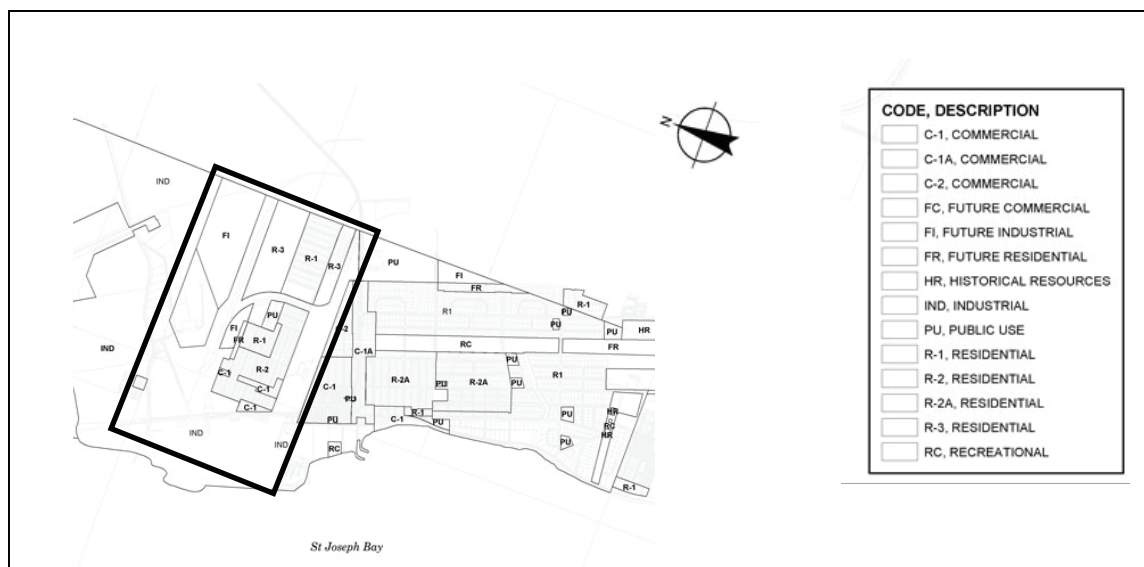 N
IND
FI
R-3
R-1
R-3
PU
FI
FR
R-1
PU
R1
PU
PU
HR
FI
PU
FR
R-1
IND
C-1A
RC
FR
R-2
C-1
C-1
C-1
C-1
R-2A
PU
R-2A
PU
PU
R1
PU
PU
C-1
R-1
PU
PU
HR
RC
HR
PU
IND
IND
RC
R-1
St Joseph Bay
CODE, DESCRIPTION
C-1, COMMERCIAL
C-1A, COMMERCIAL
C-2, COMMERCIAL
FC, FUTURE COMMERCIAL
FI, FUTURE INDUSTRIAL
FR, FUTURE RESIDENTIAL
HR, HISTORICAL RESOURCES
IND, INDUSTRIAL
PU, PUBLIC USE
R-1, RESIDENTIAL
R-2, RESIDENTIAL
R-2A, RESIDENTIAL
R-3, RESIDENTIAL
RC, RECREATIONAL